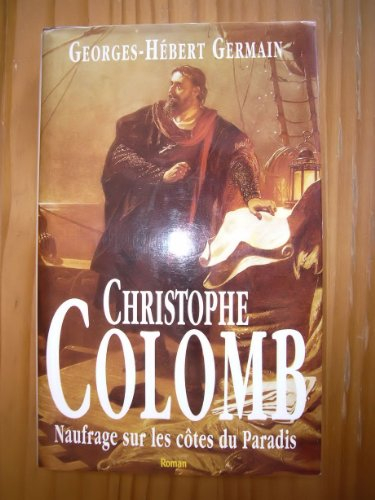 GEORGES-HÉBERT GERMAIN
CHRISTOPHE
COLOMB
Naufrage sur les côtes du Paradis
Roman